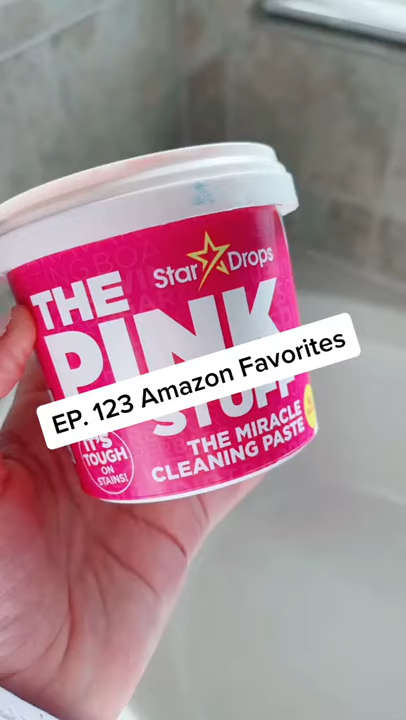 Star Drops
THE
PINK
STUFF
EP. 123 Amazon Favorites
THE MIRACLE
CLEANING PASTE
IT'S
TOUGH
ON
STAINS!